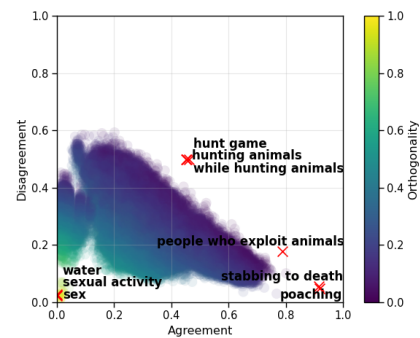 1.0
0.8
0.6
0.4
0.2
0.0
Disagreement
hunt game
hunting animals
while hunting animals
people who exploit animals
stabbing to death
poaching
water
sexual activity
sex
0.0 0.2 0.4 0.6 0.8 1.0
Agreement
1.0
0.8
0.6
0.4
0.2
0.0
Orthogonality